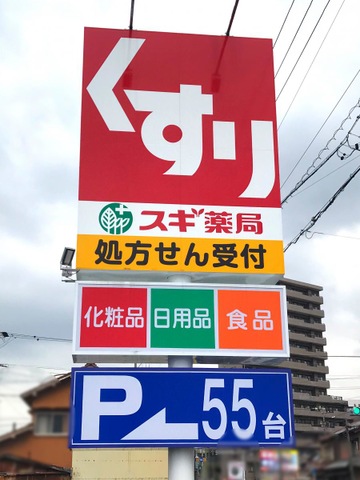 くすり
スギ薬局
処方せん受付
化粧品 日用品 食品
P 55台